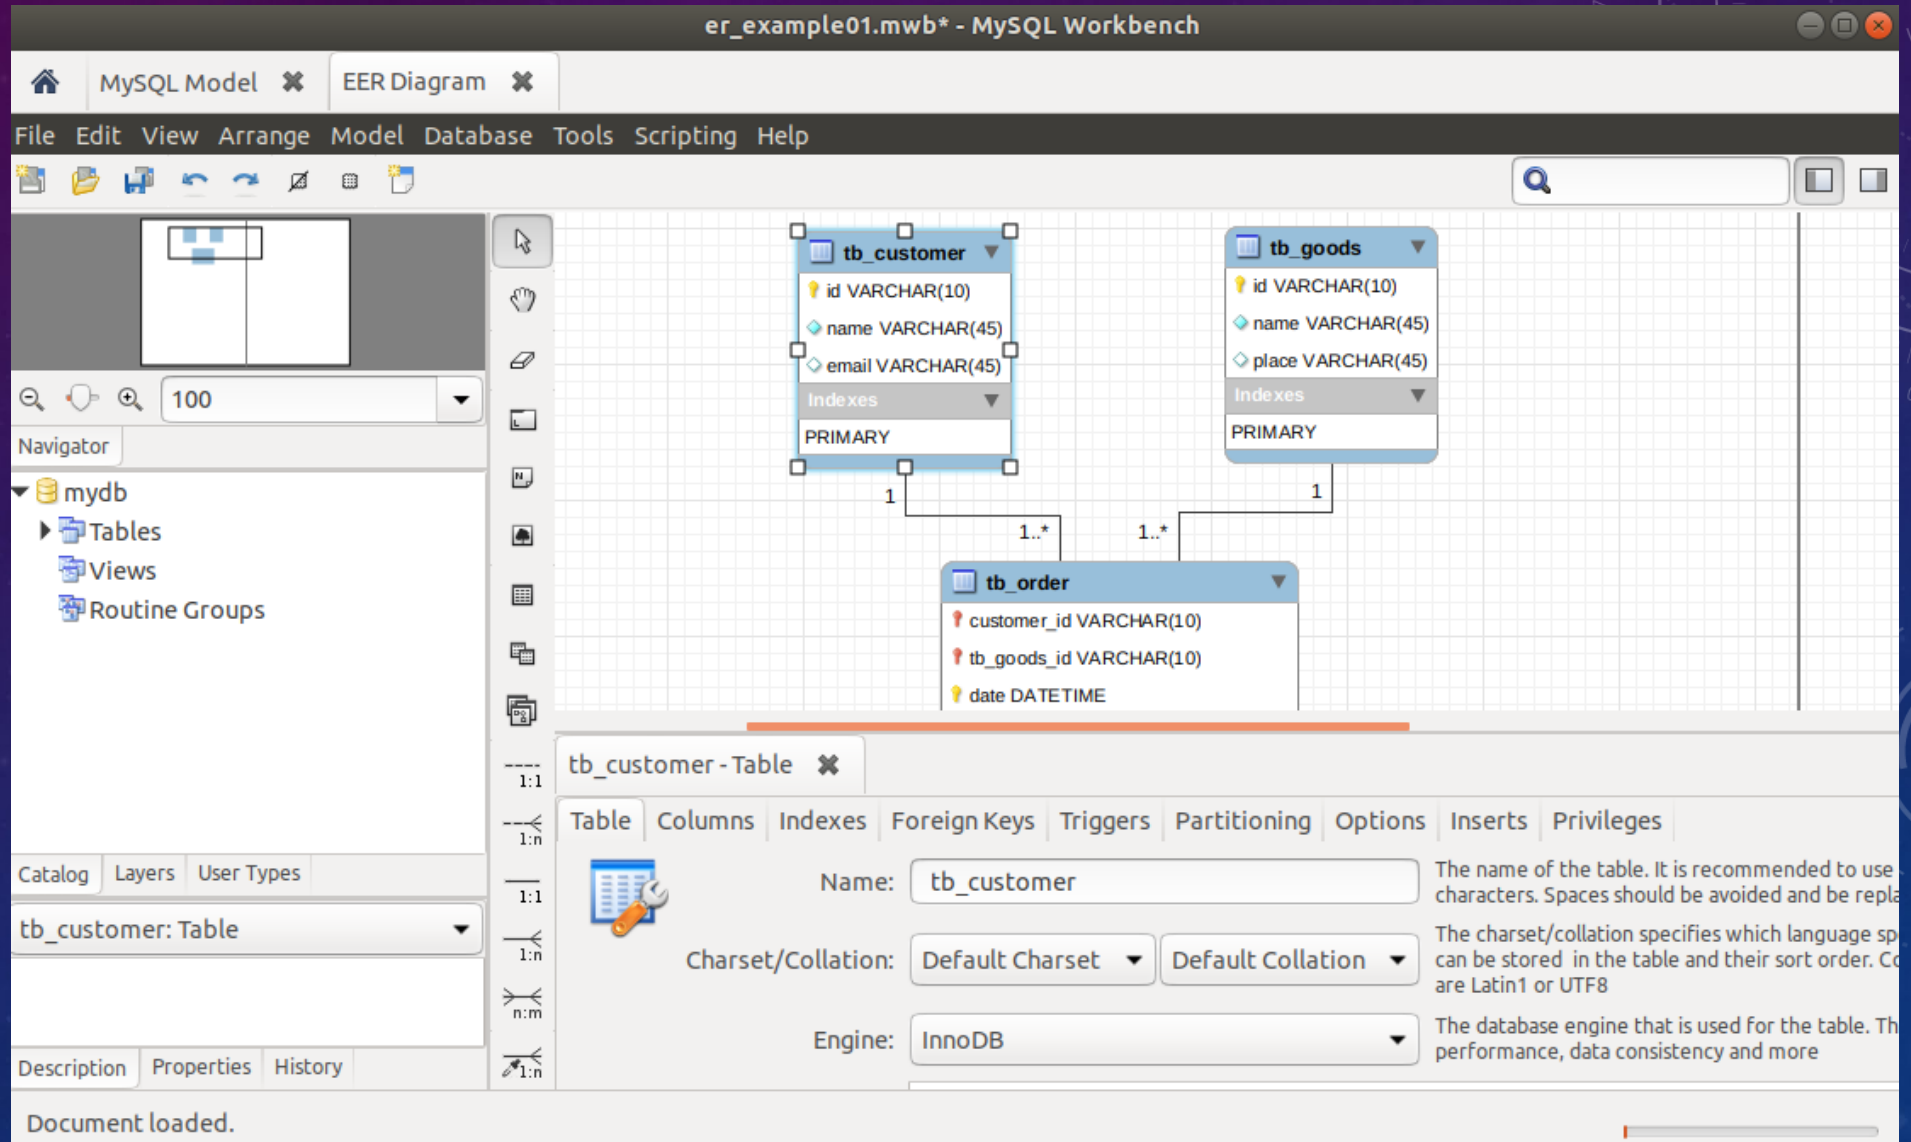 er_example01.mwb* - MySQL Workbench
MySQL Model
EER Diagram
File Edit View Arrange Model Database Tools Scripting Help
100
Navigator
mydb
Tables
Views
Routine Groups
Catalog Layers User Types
tb_customer: Table
Description Properties History
tb_customer
id VARCHAR(10)
name VARCHAR(45)
email VARCHAR(45)
Indexes
PRIMARY
tb_goods
id VARCHAR(10)
name VARCHAR(45)
place VARCHAR(45)
Indexes
PRIMARY
1
1
1..*
1..*
tb_order
customer_id VARCHAR(10)
tb_goods_id VARCHAR(10)
date DATETIME
1:1
1:n
1:1
1:n
n:m
1:n
tb_customer - Table
Table Columns Indexes Foreign Keys Triggers Partitioning Options Inserts Privileges
Name: tb_customer
The name of the table. It is recommended to use
characters. Spaces should be avoided and be repla
Charset/Collation: Default Charset Default Collation
The charset/collation specifies which language sp
can be stored in the table and their sort order. Co
are Latin1 or UTF8
Engine: InnoDB
The database engine that is used for the table. Th
performance, data consistency and more
Document loaded.